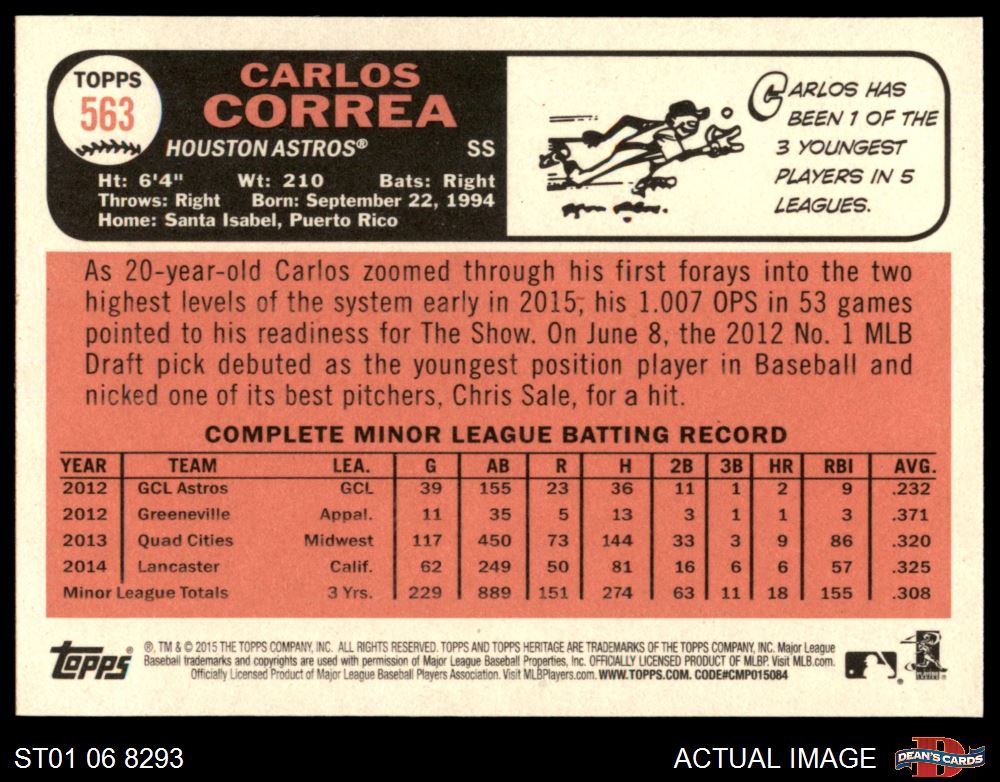 TOPPS
563
CARLOS
CORREA
HOUSTON ASTROS® SS
Ht: 6'4" Wt: 210 Bats: Right
Throws: Right Born: September 22, 1994
Home: Santa Isabel, Puerto Rico
CARLOS HAS
BEEN 1 OF THE
3 YOUNGEST
PLAYERS IN 5
LEAGUES.
As 20-year-old Carlos zoomed through his first forays into the two
highest levels of the system early in 2015, his 1.007 OPS in 53 games
pointed to his readiness for The Show. On June 8, the 2012 No. 1 MLB
Draft pick debuted as the youngest position player in Baseball and
nicked one of its best pitchers, Chris Sale, for a hit.
COMPLETE MINOR LEAGUE BATTING RECORD
YEAR TEAM LEA. G AB R H 2B 3B HR RBI AVG.
2012 GCL Astros GCL 39 155 23 36 11 1 2 9 .232
2012 Greeneville Appal. 11 35 5 13 3 1 1 3 .371
2013 Quad Cities Midwest 117 450 73 144 33 3 9 86 .320
2014 Lancaster Calif. 62 249 50 81 16 6 6 57 .325
Minor League Totals 3 Yrs. 229 889 151 274 63 11 18 155 .308
topps
®, TM & © 2015 THE TOPPS COMPANY, INC. ALL RIGHTS RESERVED. TOPPS AND TOPPS HERITAGE ARE TRADEMARKS OF THE TOPPS COMPANY, INC. Major League
Baseball trademarks and copyrights are used with permission of Major League Baseball Properties, Inc. OFFICIALLY LICENSED PRODUCT OF MLBP. Visit MLB.com.
Officially Licensed Product of Major League Baseball Players Association. Visit MLBPlayers.com. WWW.TOPPS.COM. CODE#CMP015084
ST01 06 8293
ACTUAL IMAGE
D
DEAN'S CARDS